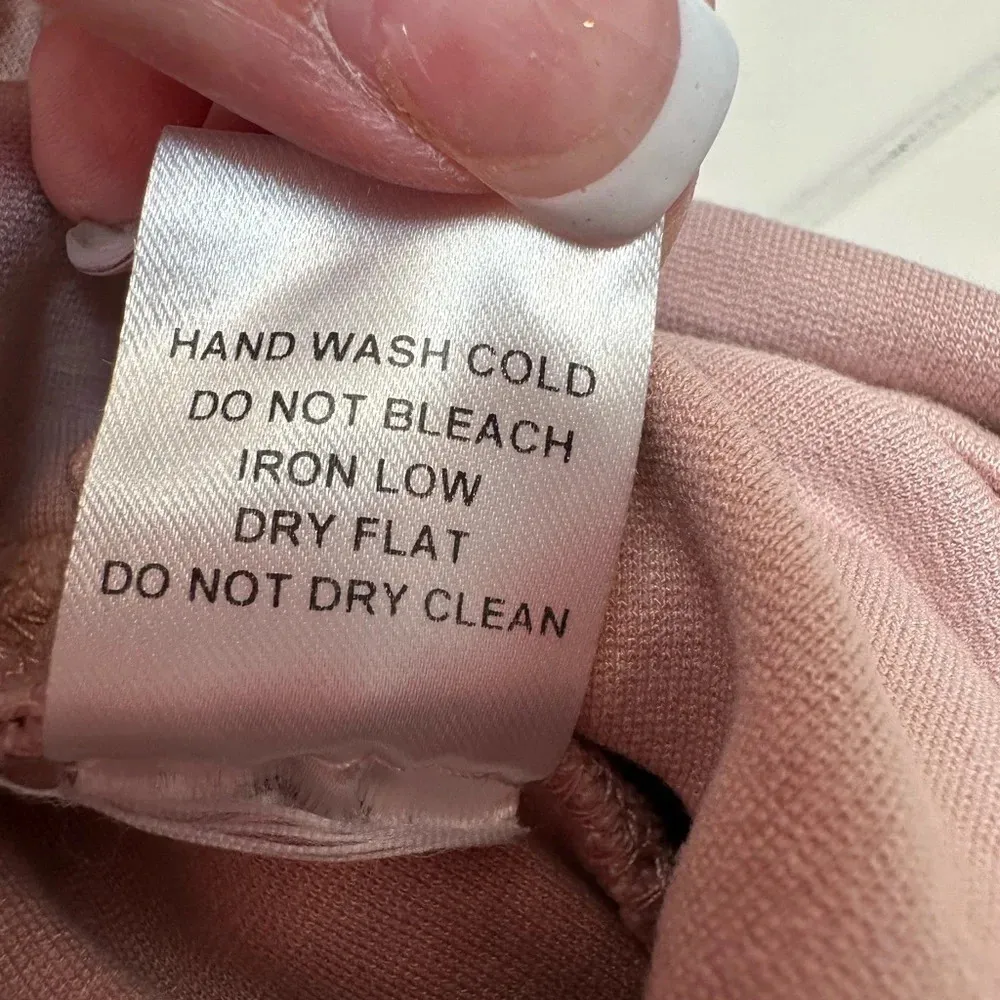 HAND WASH COLD
DO NOT BLEACH
IRON LOW
DRY FLAT
DO NOT DRY CLEAN